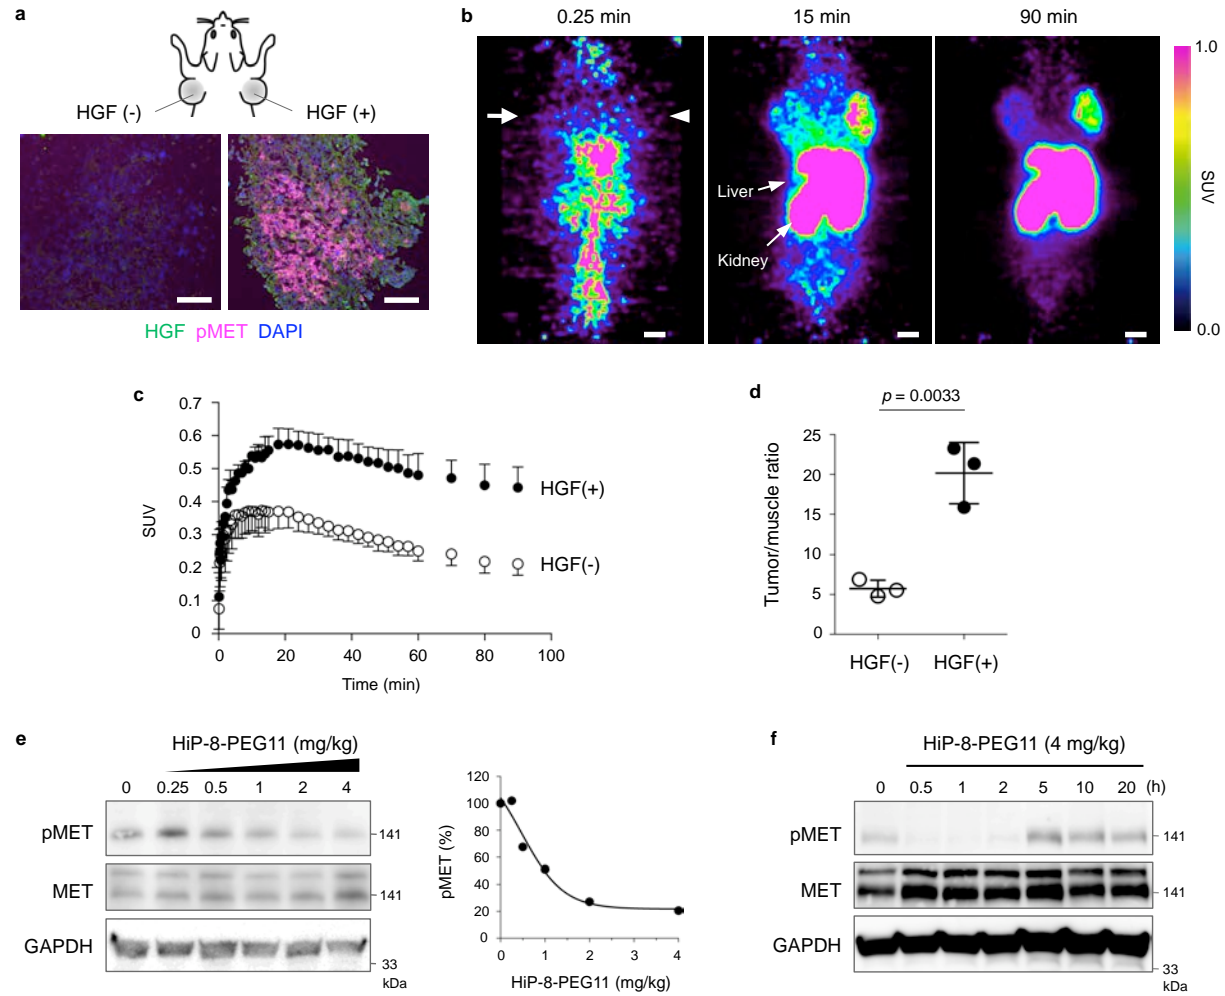 a
HGF (-)
HGF (+)
HGF pMET DAPI
b
0.25 min
15 min
90 min
Liver
Kidney
1.0
SUV
0.0
c
0.7
0.6
0.5
0.4
0.3
0.2
0.1
0
SUV
0 20 40 60 80 100
Time (min)
HGF(+)
HGF(-)
d
p = 0.0033
25
20
15
10
5
0
Tumor/muscle ratio
HGF(-) HGF(+)
e
HiP-8-PEG11 (mg/kg)
0 0.25 0.5 1 2 4
pMET
141
MET
141
GAPDH
33
kDa
120
100
80
60
40
20
0
pMET (%)
0 1 2 3 4
HiP-8-PEG11 (mg/kg)
f
HiP-8-PEG11 (4 mg/kg)
0 0.5 1 2 5 10 20 (h)
pMET
141
MET
141
GAPDH
33
kDa